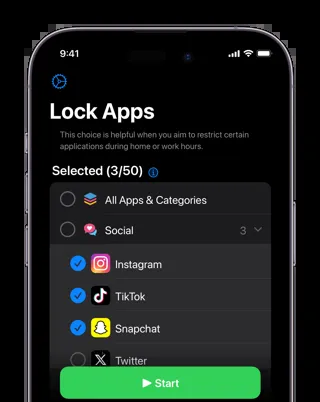 9:41
Lock Apps
This choice is helpful when you aim to restrict certain
applications during home or work hours.
Selected (3/50)
All Apps & Categories
Social 3
Instagram
TikTok
Snapchat
Twitter
Start